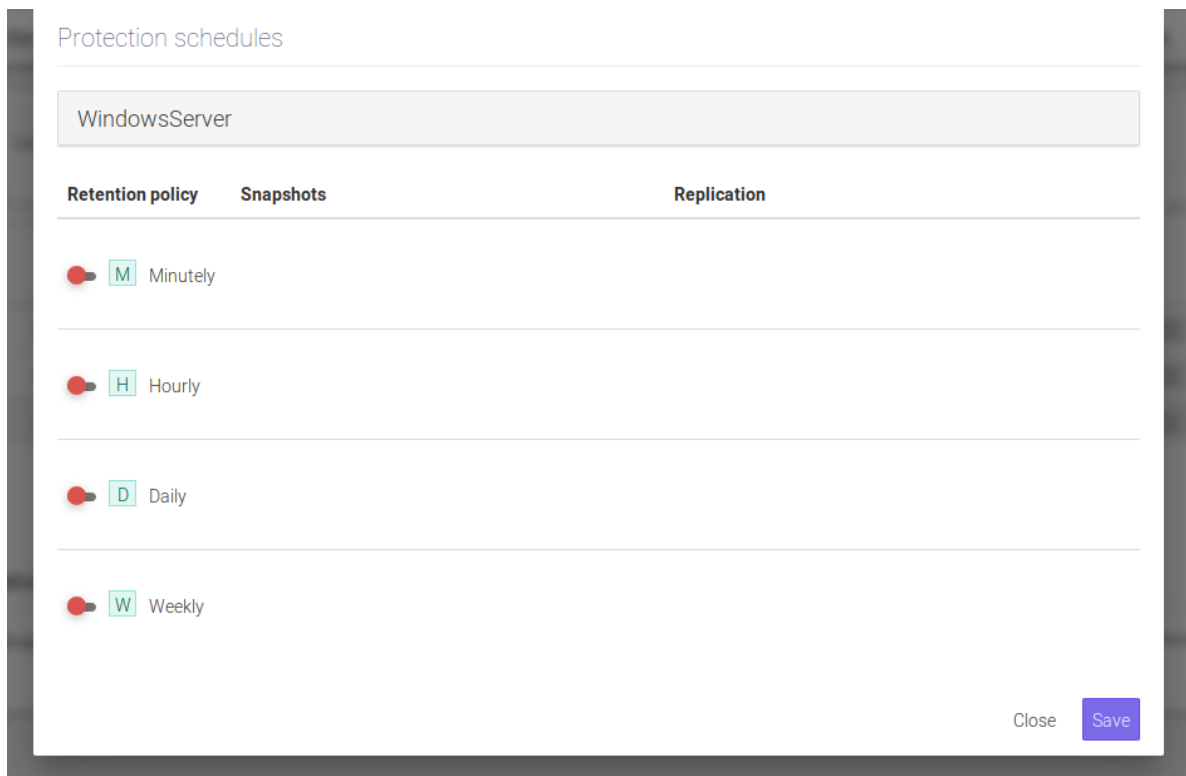 Protection schedules
WindowsServer
Retention policy Snapshots Replication
M Minutely
H Hourly
D Daily
W Weekly
Close Save